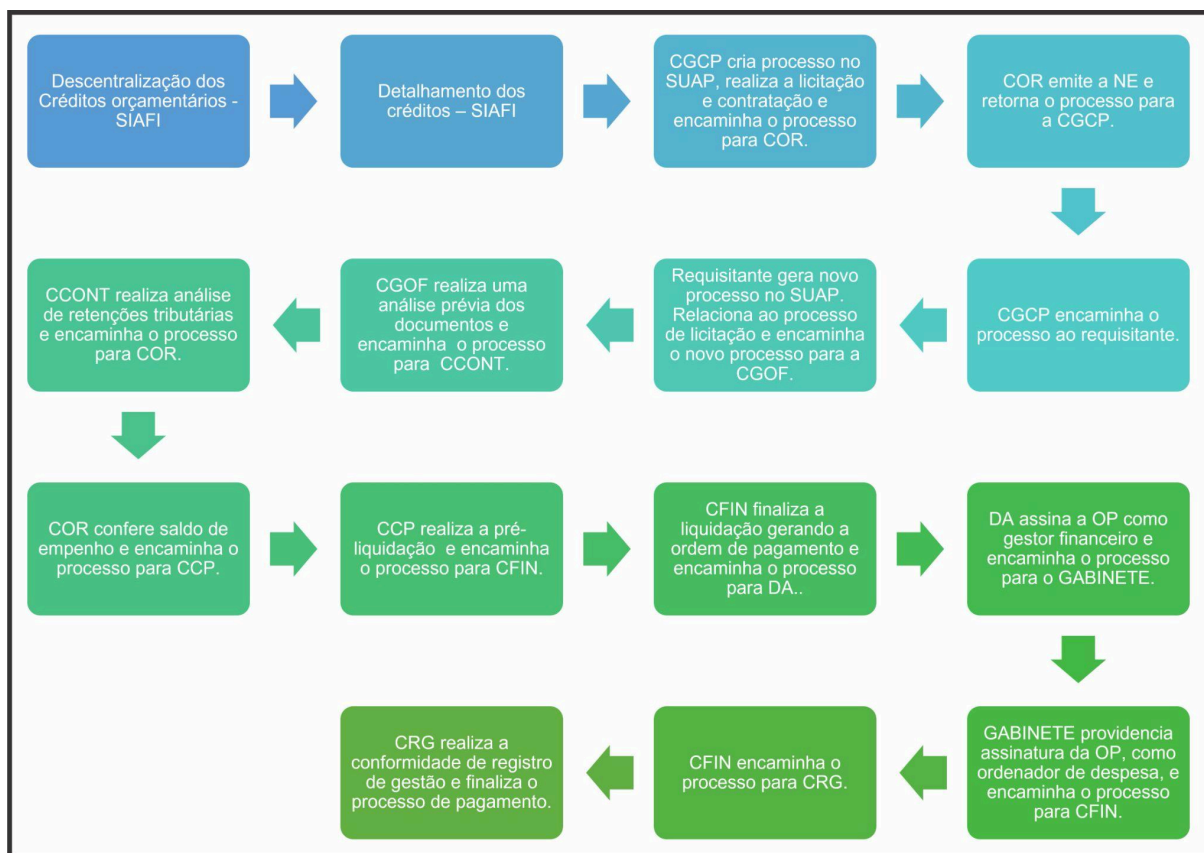 Descentralização dos
Créditos orçamentários -
SIAFI
Detalhamento dos
créditos – SIAFI
CGCP cria processo no
SUAP, realiza a licitação
e contratação e
encaminha o processo
para COR.
COR emite a NE e
retorna o processo para
a CGCP.
CGCP encaminha o
processo ao requisitante.
Requisitante gera novo
processo no SUAP.
Relaciona ao processo
de licitação e encaminha
o novo processo para a
CGOF.
CGOF realiza uma
análise prévia dos
documentos e
encaminha o processo
para CCONT.
CCONT realiza análise
de retenções tributárias
e encaminha o processo
para COR.
COR confere saldo de
empenho e encaminha o
processo para CCP.
CCP realiza a pré-
liquidação e encaminha
o processo para CFIN.
CFIN finaliza a
liquidação gerando a
ordem de pagamento e
encaminha o processo
para DA..
DA assina a OP como
gestor financeiro e
encaminha o processo
para o GABINETE.
GABINETE providencia
assinatura da OP, como
ordenador de despesa, e
encaminha o processo
para CFIN.
CFIN encaminha o
processo para CRG.
CRG realiza a
conformidade de registro
de gestão e finaliza o
processo de pagamento.